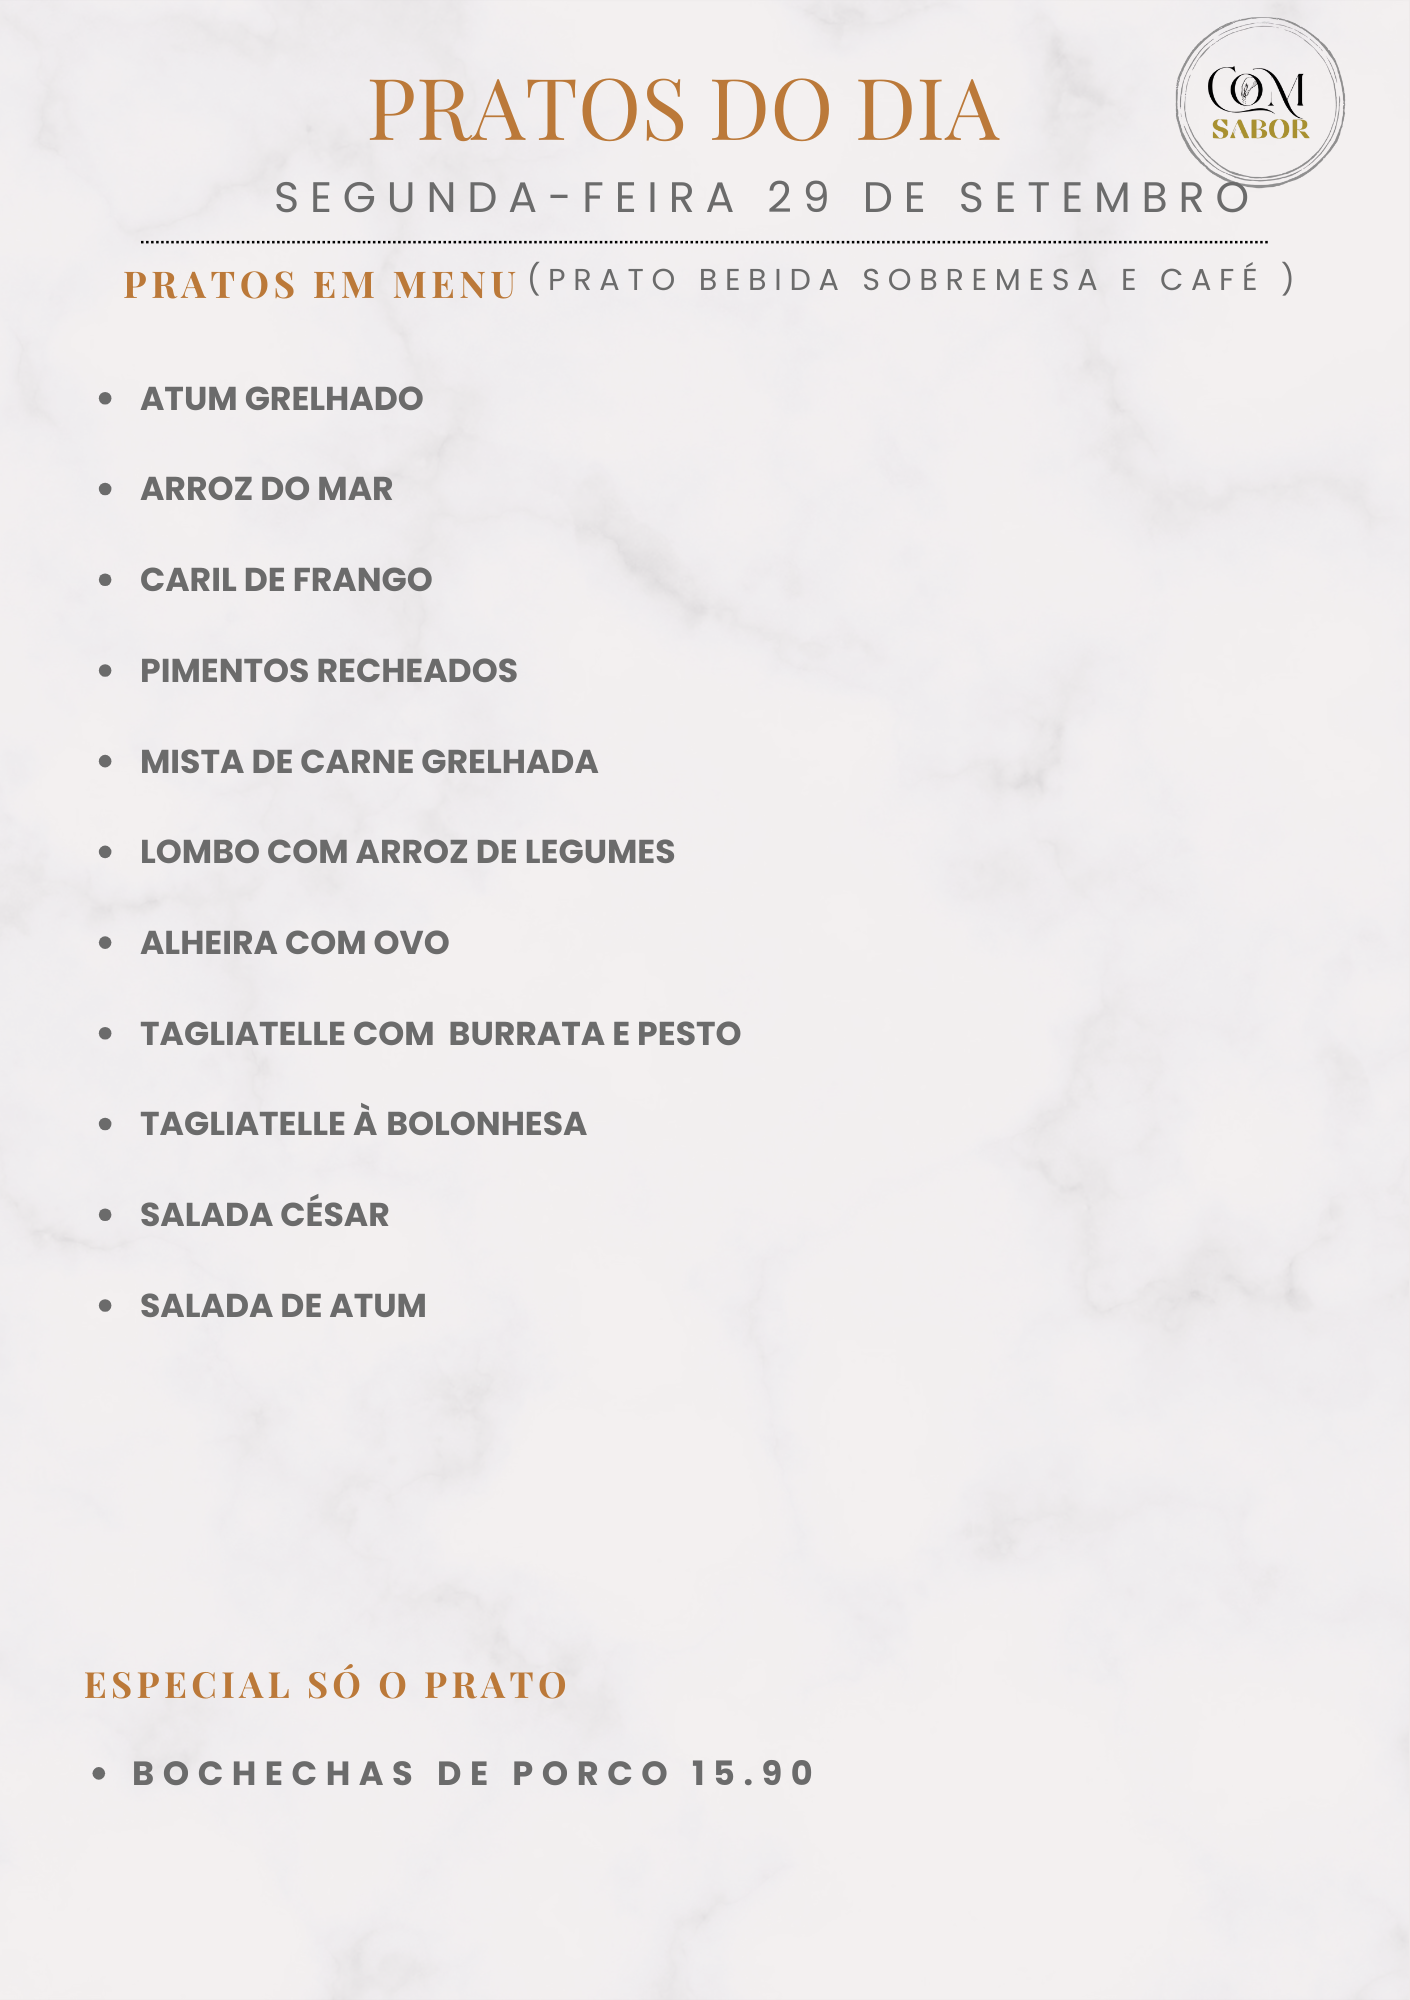 COM
SABOR
PRATOS DO DIA
SEGUNDA-FEIRA 29 DE SETEMBRO
PRATOS EM MENU (PRATO BEBIDA SOBREMESA E CAFÉ )
• ATUM GRELHADO
• ARROZ DO MAR
• CARIL DE FRANGO
• PIMENTOS RECHEADOS
• MISTA DE CARNE GRELHADA
• LOMBO COM ARROZ DE LEGUMES
• ALHEIRA COM OVO
• TAGLIATELLE COM  BURRATA E PESTO
• TAGLIATELLE À BOLONHESA
• SALADA CÉSAR
• SALADA DE ATUM
ESPECIAL SÓ O PRATO
• BOCHECHAS DE PORCO 15.90